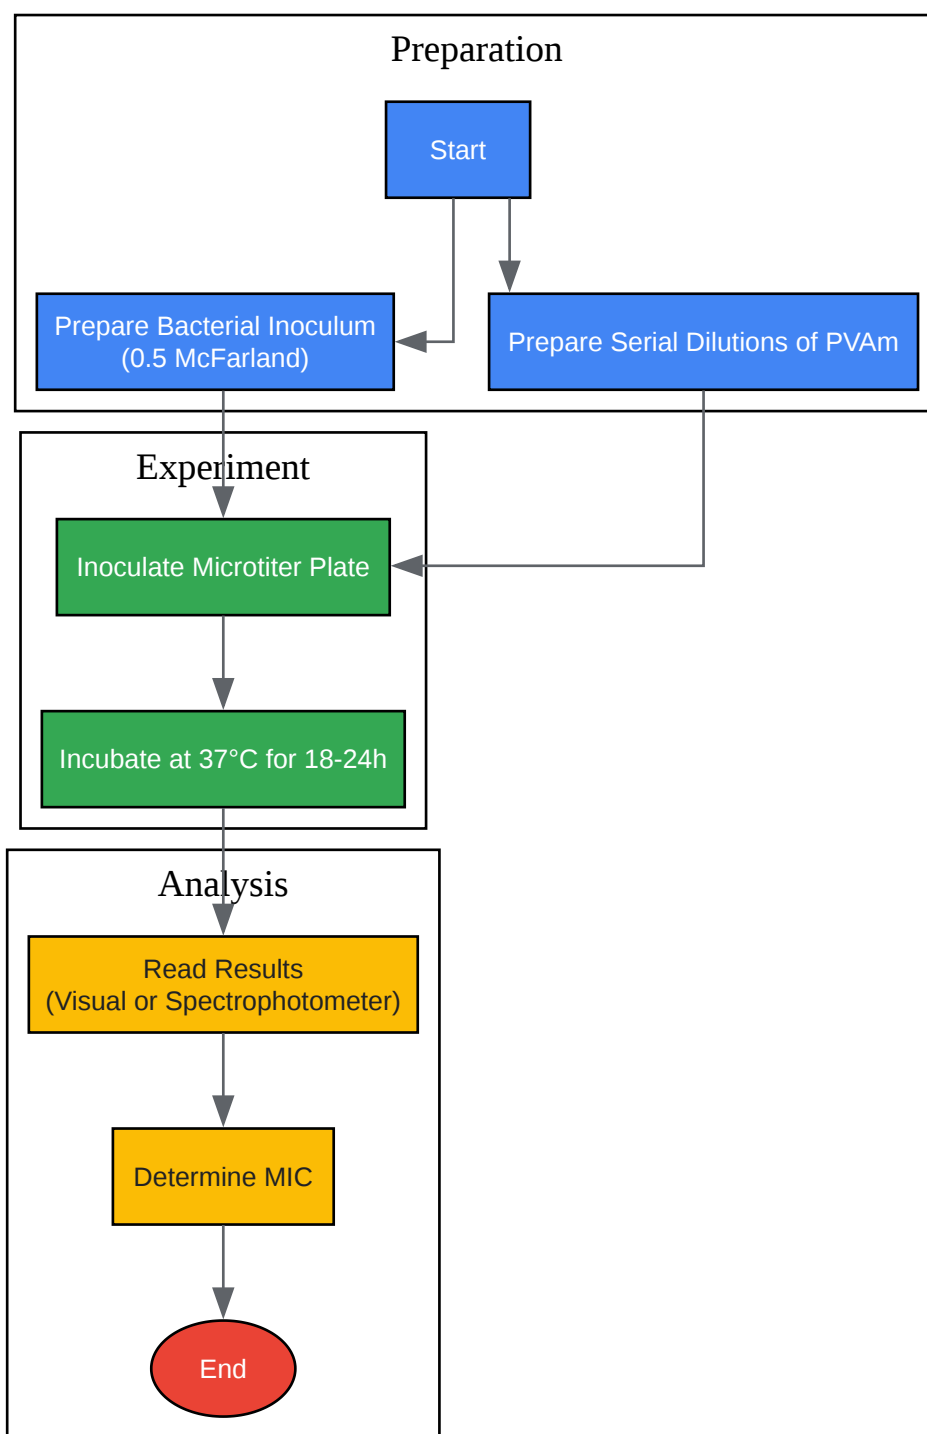 Preparation
Start
Prepare Bacterial Inoculum
(0.5 McFarland)
Prepare Serial Dilutions of PVAm
Experiment
Inoculate Microtiter Plate
Incubate at 37°C for 18-24h
Analysis
Read Results
(Visual or Spectrophotometer)
Determine MIC
End